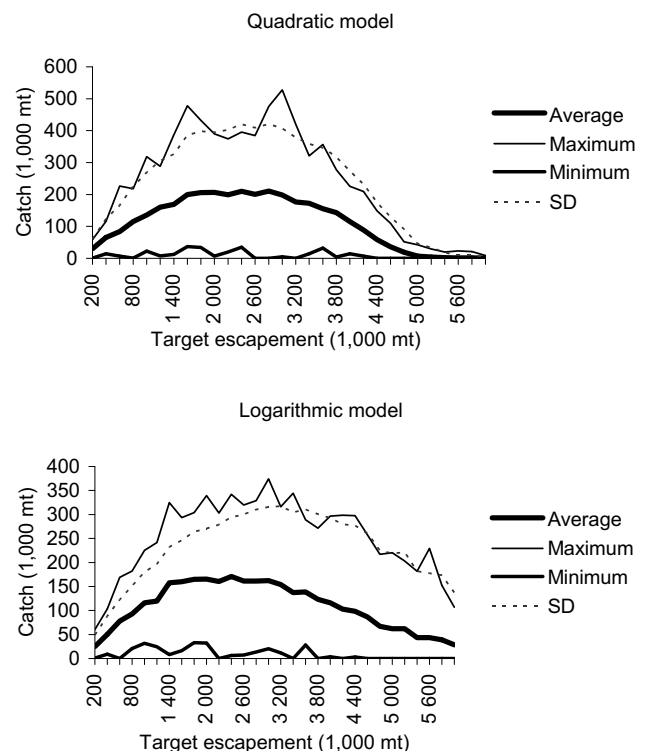 Quadratic model
600
500
400
300
200
100
0
Catch (1,000 mt)
200
800
1 400
2 000
2 600
3 200
3 800
4 400
5 000
5 600
Target escapement (1,000 mt)
Average
Maximum
Minimum
SD
Logarithmic model
400
350
300
250
200
150
100
50
0
Catch (1,000 mt)
200
800
1 400
2 000
2 600
3 200
3 800
4 400
5 000
5 600
Target escapement (1,000 mt)
Average
Maximum
Minimum
SD